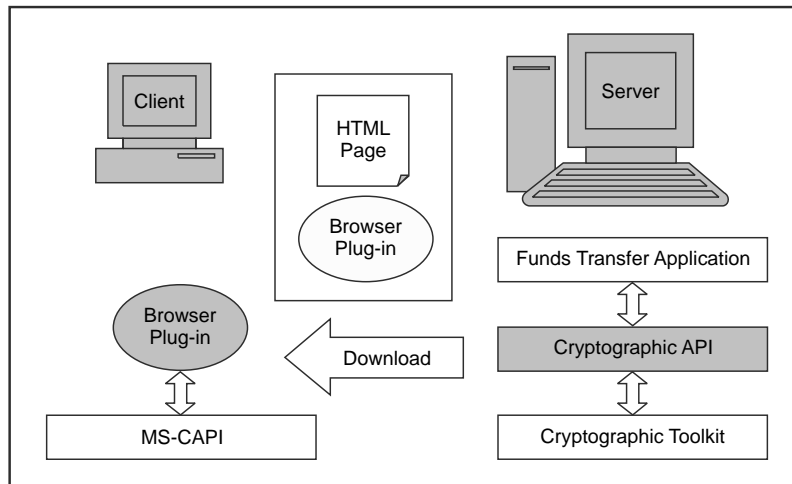 Client
HTML
Page
Browser
Plug-in
Server
Funds Transfer Application
Browser
Plug-in
Download
Cryptographic API
MS-CAPI
Cryptographic Toolkit